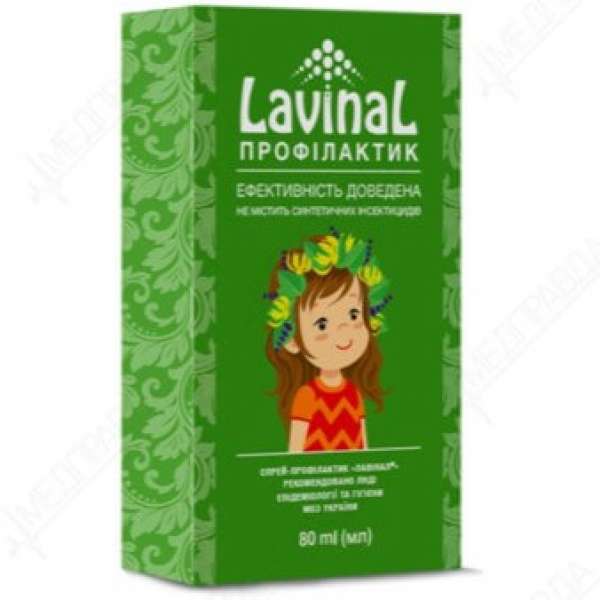 Lavinal
ПРОФІЛАКТИК
ЕФЕКТИВНІСТЬ ДОВЕДЕНА
НЕ МІСТИТЬ СИНТЕТИЧНИХ ІНСЕКТИЦИДІВ
СПРЕЙ-ПРОФІЛАКТИК «ЛАВІНАЛ®»
РЕКОМЕНДОВАНО
ЕПІДЕМІОЛОГІЇ ТА ГІГІЄНИ
МОЗ УКРАЇНИ
80 ml (мл)
МЕДПРАВДА